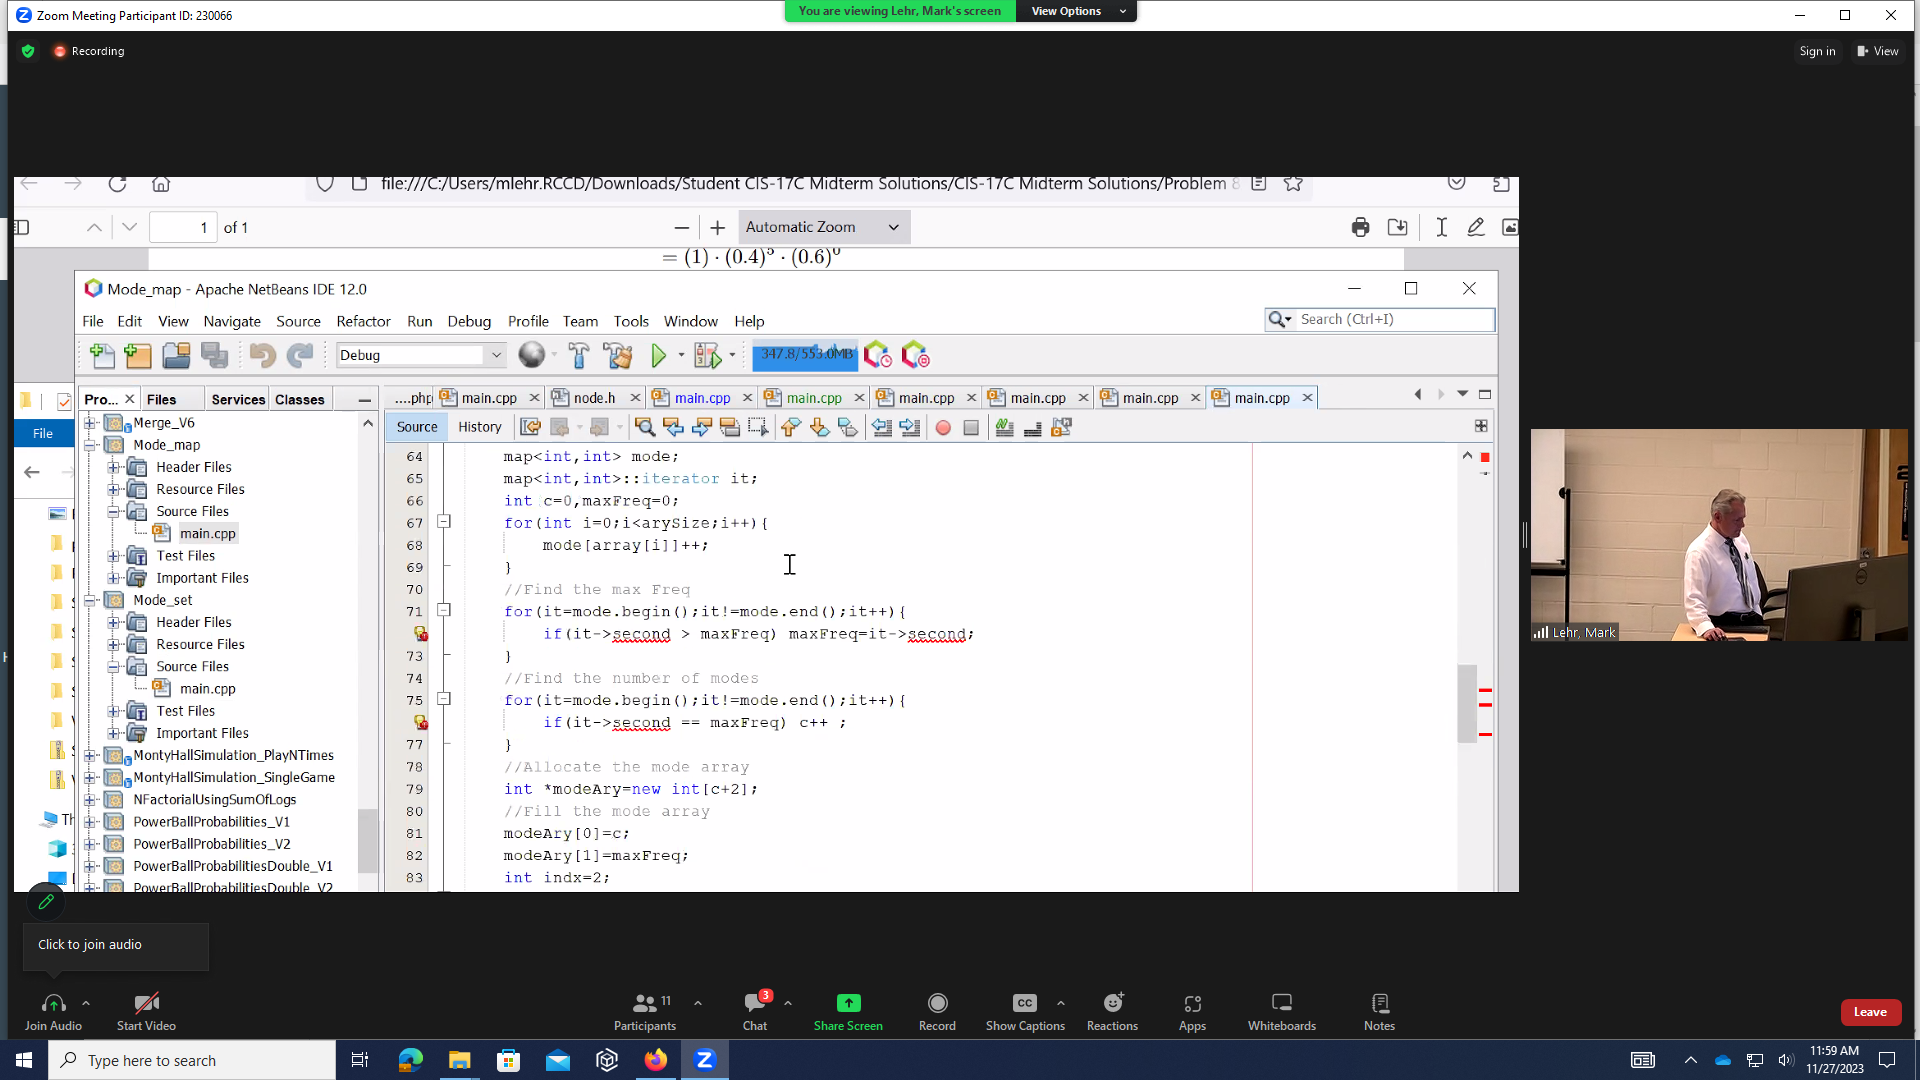 Zoom Meeting Participant ID: 230066
You are viewing Lehr, Mark's screen
View Options
Recording
Sign in
View
file:///C:/Users/mlehr.RCCD/Downloads/Student CIS-17C Midterm Solutions/CIS-17C Midterm Solutions/Problem 8
1 of 1
Automatic Zoom
= (1) · (0.4)⁵ · (0.6)⁰
Mode_map - Apache NetBeans IDE 12.0
File Edit View Navigate Source Refactor Run Debug Profile Team Tools Window Help
Search (Ctrl+I)
Debug
347.8/553.0MB
Pro... Files Services Classes
....php main.cpp node.h main.cpp main.cpp main.cpp main.cpp main.cpp main.cpp
Source History
File
Merge_V6
Mode_map
Header Files
Resource Files
Source Files
main.cpp
Test Files
Important Files
Mode_set
Header Files
Resource Files
Source Files
main.cpp
Test Files
Important Files
MontyHallSimulation_PlayNTimes
MontyHallSimulation_SingleGame
NFactorialUsingSumOfLogs
PowerBallProbabilities_V1
PowerBallProbabilities_V2
PowerBallProbabilitiesDouble_V1
PowerBallProbabilitiesDouble_V2
64 map<int,int> mode;
65 map<int,int>::iterator it;
66 int c=0,maxFreq=0;
67 for(int i=0;i<arySize;i++){
68 mode[array[i]]++;
69 }
70 //Find the max Freq
71 for(it=mode.begin();it!=mode.end();it++){
if(it->second > maxFreq) maxFreq=it->second;
73 }
74 //Find the number of modes
75 for(it=mode.begin();it!=mode.end();it++){
if(it->second == maxFreq) c++ ;
77 }
78 //Allocate the mode array
79 int *modeAry=new int[c+2];
80 //Fill the mode array
81 modeAry[0]=c;
82 modeAry[1]=maxFreq;
83 int indx=2;
Lehr, Mark
Click to join audio
Join Audio
Start Video
11
Participants
3
Chat
Share Screen
Record
CC
Show Captions
Reactions
Apps
Whiteboards
Notes
Leave
Type here to search
11:59 AM
11/27/2023